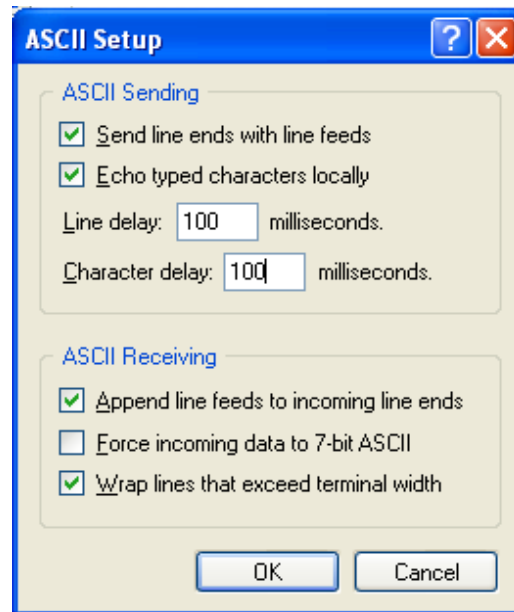 ASCII Setup
ASCII Sending
Send line ends with line feeds
Echo typed characters locally
Line delay: 100 milliseconds.
Character delay: 100 milliseconds.
ASCII Receiving
Append line feeds to incoming line ends
Force incoming data to 7-bit ASCII
Wrap lines that exceed terminal width
OK Cancel